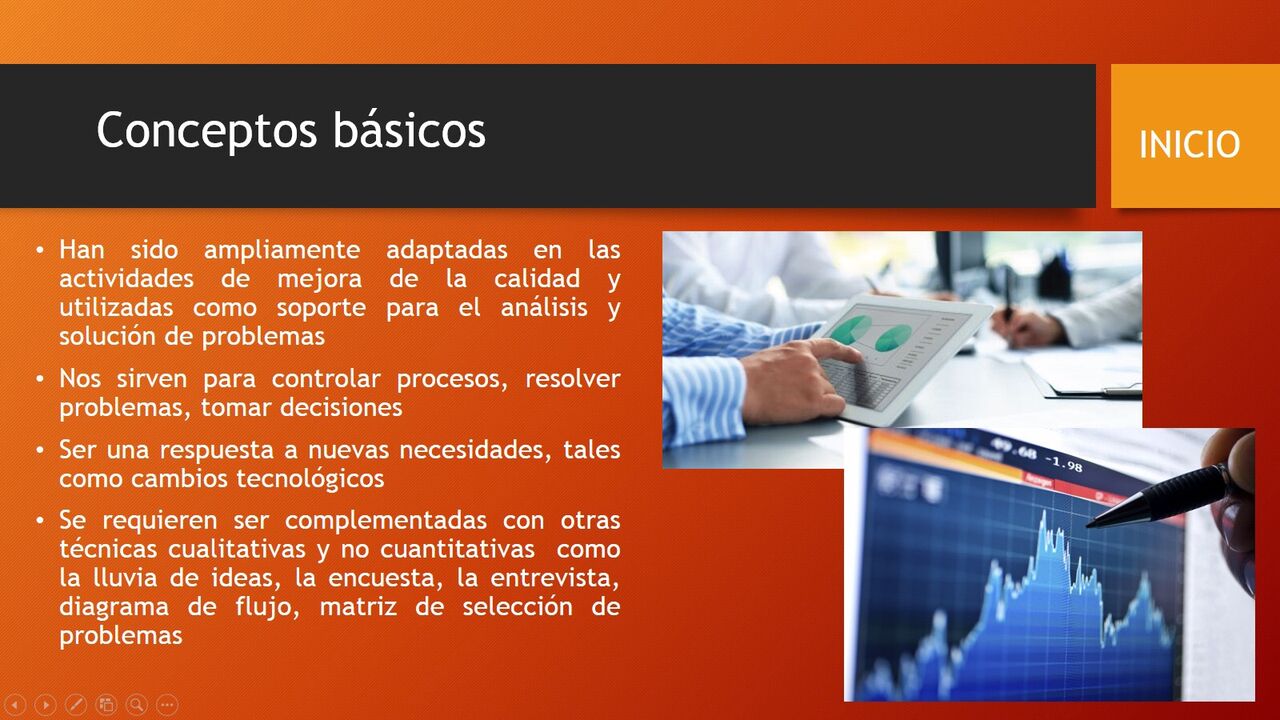 Conceptos básicos
INICIO
• Han sido ampliamente adaptadas en las
actividades de mejora de la calidad y
utilizadas como soporte para el análisis y
solución de problemas
• Nos sirven para controlar procesos, resolver
problemas, tomar decisiones
• Ser una respuesta a nuevas necesidades, tales
como cambios tecnológicos
• Se requieren ser complementadas con otras
técnicas cualitativas y no cuantitativas como
la lluvia de ideas, la encuesta, la entrevista,
diagrama de flujo, matriz de selección de
problemas
49.68 -1.98